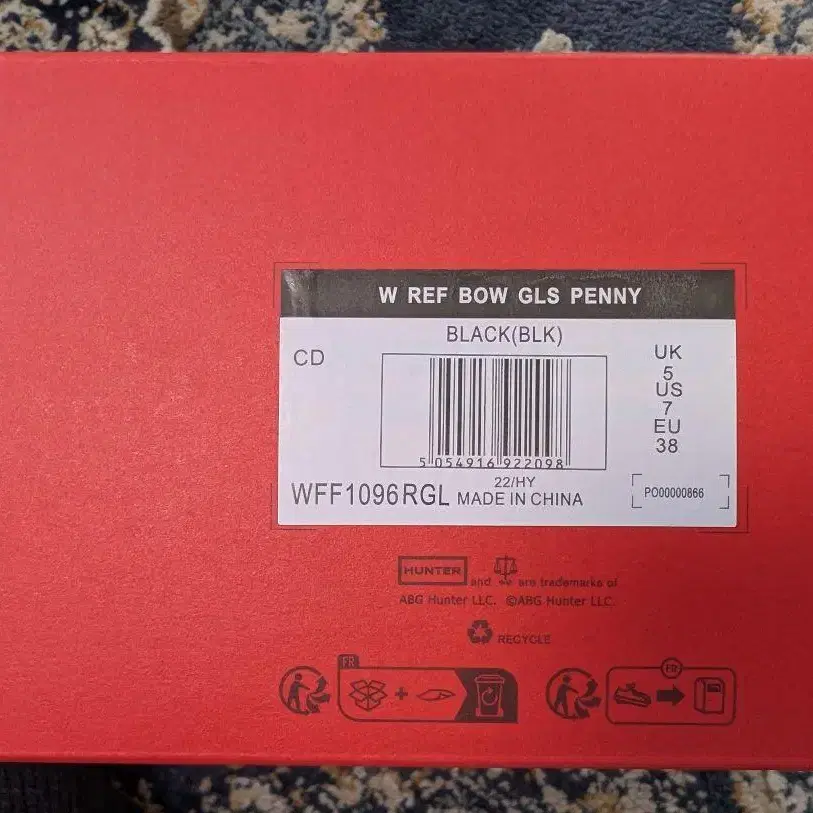 W REF BOW GLS PENNY
BLACK(BLK)
CD
UK
5
US
7
EU
38
5 054916 922098
22/HY
WFF1096RGL MADE IN CHINA
PO00000866
HUNTER and are trademarks of
ABG Hunter LLC. ©ABG Hunter LLC.
RECYCLE
FR
FR
+